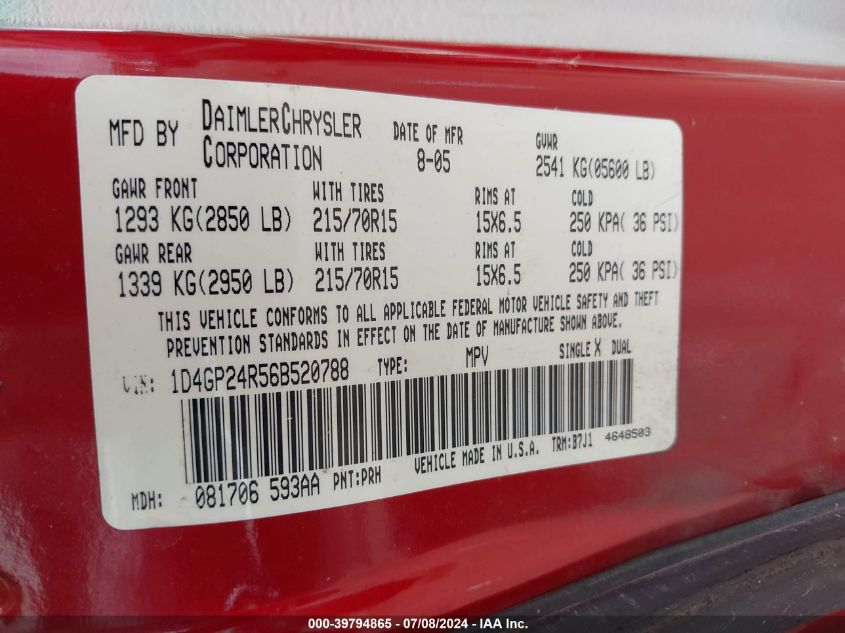 MFD BY DAIMLERCHRYSLER CORPORATION
DATE OF MFR 8-05
GVWR 2541 KG(05600 LB)
GAWR FRONT WITH TIRES RIMS AT COLD
1293 KG(2850 LB) 215/70R15 15X6.5 250 KPA( 36 PSI)
GAWR REAR WITH TIRES RIMS AT COLD
1339 KG(2950 LB) 215/70R15 15X6.5 250 KPA( 36 PSI)
THIS VEHICLE CONFORMS TO ALL APPLICABLE FEDERAL MOTOR VEHICLE SAFETY AND THEFT
PREVENTION STANDARDS IN EFFECT ON THE DATE OF MANUFACTURE SHOWN ABOVE.
VIN: 1D4GP24R56B520788 TYPE: MPV SINGLE X DUAL
MDH: 081706 593AA PNT:PRH VEHICLE MADE IN U.S.A. TRM:B7J1 4648503
000-39794865 - 07/08/2024 - IAAI.com